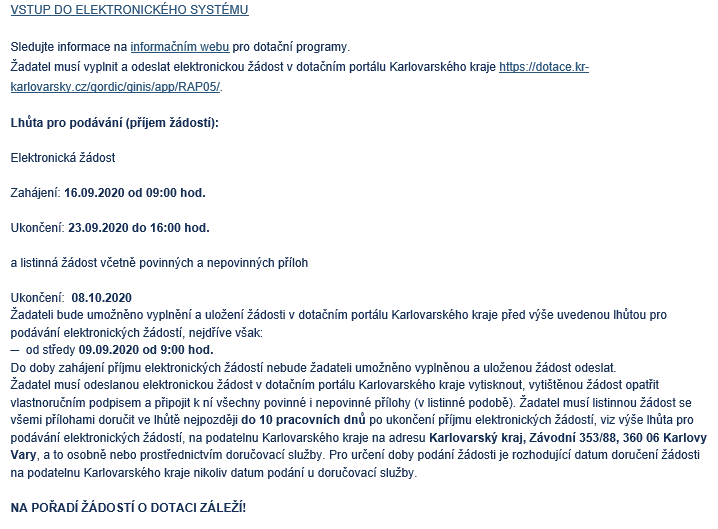 VSTUP DO ELEKTRONICKÉHO SYSTÉMU
Sledujte informace na informačním webu pro dotační programy.
Žadatel musí vyplnit a odeslat elektronickou žádost v dotačním portálu Karlovarského kraje https://dotace.kr-
karlovarsky.cz/gordic/ginis/app/RAP05/.
Lhůta pro podávání (příjem žádostí):
Elektronická žádost
Zahájení: 16.09.2020 od 09:00 hod.
Ukončení: 23.09.2020 do 16:00 hod.
a listinná žádost včetně povinných a nepovinných příloh
Ukončení: 08.10.2020
Žadateli bude umožněno vyplnění a uložení žádosti v dotačním portálu Karlovarského kraje před výše uvedenou lhůtou pro
podávání elektronických žádostí, nejdříve však:
— od středy 09.09.2020 od 9:00 hod.
Do doby zahájení příjmu elektronických žádostí nebude žadateli umožněno vyplněnou a uloženou žádost odeslat.
Žadatel musí odeslanou elektronickou žádost v dotačním portálu Karlovarského kraje vytisknout, vytištěnou žádost opatřit
vlastnoručním podpisem a připojit k ní všechny povinné i nepovinné přílohy (v listinné podobě). Žadatel musí listinnou žádost se
všemi přílohami doručit ve lhůtě nejpozději do 10 pracovních dnů po ukončení příjmu elektronických žádostí, viz výše lhůta pro
podávání elektronických žádostí, na podatelnu Karlovarského kraje na adresu Karlovarský kraj, Závodní 353/88, 360 06 Karlovy
Vary, a to osobně nebo prostřednictvím doručovací služby. Pro určení doby podání žádosti je rozhodující datum doručení žádosti
na podatelnu Karlovarského kraje nikoliv datum podání u doručovací služby.
NA POŘADÍ ŽÁDOSTÍ O DOTACI ZÁLEŽÍ!